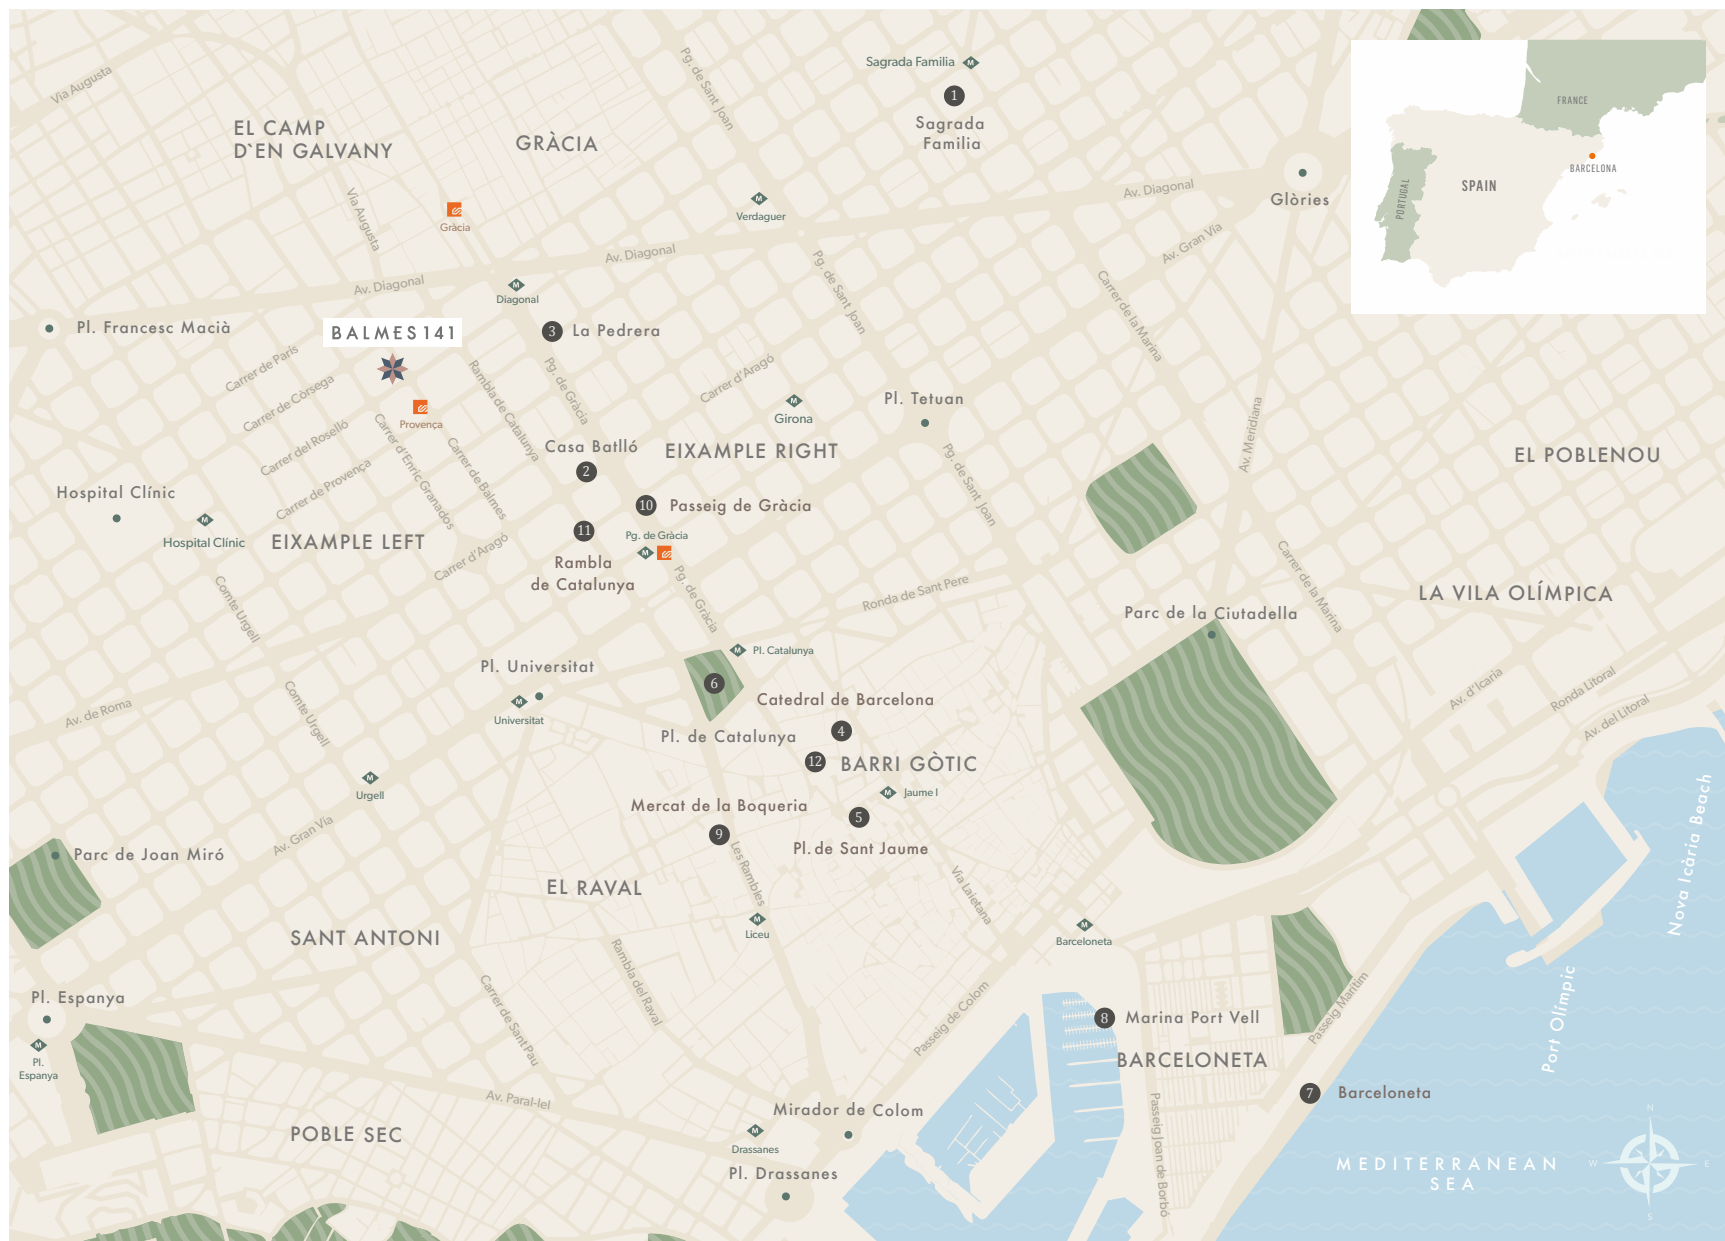 Via Augusta
EL CAMP
D`EN GALVANY
GRÀCIA
Pg. de Sant Joan
Sagrada Familia
M
1
Sagrada
Familia
FRANCE
BARCELONA
SPAIN
PORTUGAL
Via Augusta
Gràcia
M
Verdaguer
Av. Diagonal
Glòries
Av. Diagonal
Av. Gran Vía
Av. Diagonal
M
Diagonal
Pg. de Sant Joan
Carrer de la Marina
Pl. Francesc Macià
BALMES 141
3
La Pedrera
Carrer de París
Carrer de Còrsega
Carrer del Roselló
Carrer de Provença
Provença
Rambla de Catalunya
Pg. de Gràcia
Carrer d'Aragó
M
Girona
Pl. Tetuan
Carrer d'Enric Granados
Carrer de Balmes
Casa Batlló
2
EIXAMPLE RIGHT
Pg. de Sant Joan
Av. Meridiana
EL POBLENOU
Hospital Clínic
M
Hospital Clínic
EIXAMPLE LEFT
10
Passeig de Gràcia
11
Rambla
de Catalunya
Pg. de Gràcia
M
Carrer d'Aragó
Pg. de Gràcia
Ronda de Sant Pere
Carrer de la Marina
LA VILA OLÍMPICA
Parc de la Ciutadella
Comte Urgell
Pl. Universitat
M
Universitat
M
Pl. Catalunya
6
Pl. de Catalunya
Catedral de Barcelona
4
12
BARRI GÒTIC
Av. d'Icaria
Ronda Litoral
Av. del Litoral
Av. de Roma
Comte Urgell
M
Urgell
Av. Gran Vía
Mercat de la Boqueria
9
M
Jaume I
5
Pl. de Sant Jaume
Nova Icària Beach
Parc de Joan Miró
EL RAVAL
Les Rambles
Via Laietana
M
Liceu
M
Barceloneta
SANT ANTONI
Rambla del Raval
Carrer de Sant Pau
Passeig de Colom
Passeig Marítim
Port Olímpic
Pl. Espanya
M
Pl.
Espanya
8
Marina Port Vell
BARCELONETA
7
Barceloneta
Av. Paral-lel
Passeig Joan de Borbó
Mirador de Colom
M
Drassanes
Pl. Drassanes
POBLE SEC
MEDITERRANEAN
SEA
N
W
E
S